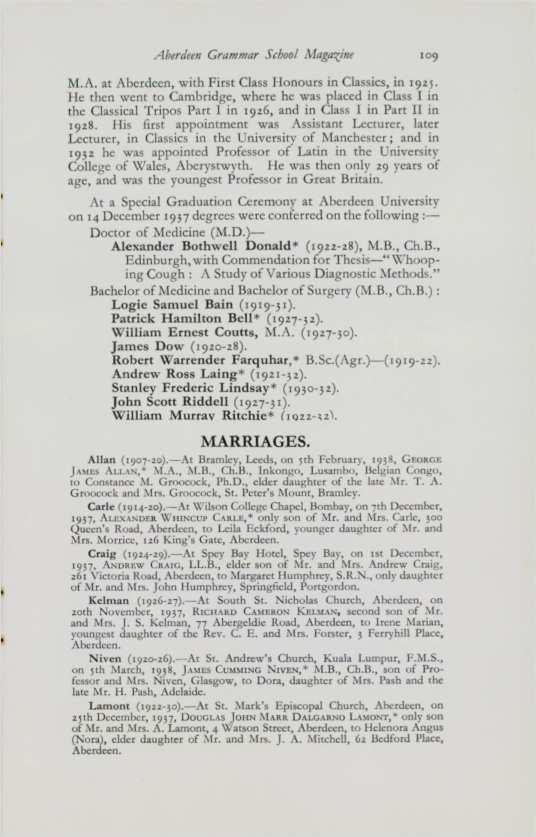 Aberdeen Grammar School Magazine 109
M.A. at Aberdeen, with First Class Honours in Classics, in 1925.
He then went to Cambridge, where he was placed in Class I in
the Classical Tripos Part I in 1926, and in Class I in Part II in
1928. His first appointment was Assistant Lecturer, later
Lecturer, in Classics in the University of Manchester; and in
1932 he was appointed Professor of Latin in the University
College of Wales, Aberystwyth. He was then only 29 years of
age, and was the youngest Professor in Great Britain.
At a Special Graduation Ceremony at Aberdeen University
on 14 December 1937 degrees were conferred on the following :—
Doctor of Medicine (M.D.)—
Alexander Bothwell Donald* (1922-28), M.B., Ch.B.,
Edinburgh, with Commendation for Thesis—“Whoop-
ing Cough : A Study of Various Diagnostic Methods.”
Bachelor of Medicine and Bachelor of Surgery (M.B., Ch.B.) :
Logie Samuel Bain (1919-31).
Patrick Hamilton Bell* (1927-32).
William Ernest Coutts, M.A. (1927-30).
James Dow (1920-28).
Robert Warrender Farquhar,* B.Sc.(Agr.)—(1919-22).
Andrew Ross Laing* (1921-32).
Stanley Frederic Lindsay* (1930-32).
John Scott Riddell (1927-31).
William Murray Ritchie* (1922-32).
MARRIAGES.
Allan (1907-20).—At Bramley, Leeds, on 5th February, 1938, George
James Allan,* M.A., M.B., Ch.B., Inkongo, Lusambo, Belgian Congo,
to Constance M. Groocock, Ph.D., elder daughter of the late Mr. T. A.
Groocock and Mrs. Groocock, St. Peter's Mount, Bramley.
Carle (1914-20).—At Wilson College Chapel, Bombay, on 7th December,
1937, Alexander Whincup Carle,* only son of Mr. and Mrs. Carle, 300
Queen's Road, Aberdeen, to Leila Eckford, younger daughter of Mr. and
Mrs. Morrice, 126 King's Gate, Aberdeen.
Craig (1924-29).—At Spey Bay Hotel, Spey Bay, on 1st December,
1937, Andrew Craig, LL.B., elder son of Mr. and Mrs. Andrew Craig,
261 Victoria Road, Aberdeen, to Margaret Humphrey, S.R.N., only daughter
of Mr. and Mrs. John Humphrey, Springfield, Portgordon.
Kelman (1926-27).—At South St. Nicholas Church, Aberdeen, on
20th November, 1937, Richard Cameron Kelman, second son of Mr.
and Mrs. J. S. Kelman, 77 Abergeldie Road, Aberdeen, to Irene Marian,
youngest daughter of the Rev. C. E. and Mrs. Forster, 3 Ferryhill Place,
Aberdeen.
Niven (1920-26).—At St. Andrew's Church, Kuala Lumpur, F.M.S.,
on 5th March, 1938, James Cumming Niven,* M.B., Ch.B., son of Pro-
fessor and Mrs. Niven, Glasgow, to Dora, daughter of Mrs. Pash and the
late Mr. H. Pash, Adelaide.
Lamont (1922-30).—At St. Mark's Episcopal Church, Aberdeen, on
25th December, 1937, Douglas John Marr Dalgarno Lamont,* only son
of Mr. and Mrs. A. Lamont, 4 Watson Street, Aberdeen, to Helenora Angus
(Nora), elder daughter of Mr. and Mrs. J. A. Mitchell, 62 Bedford Place,
Aberdeen.